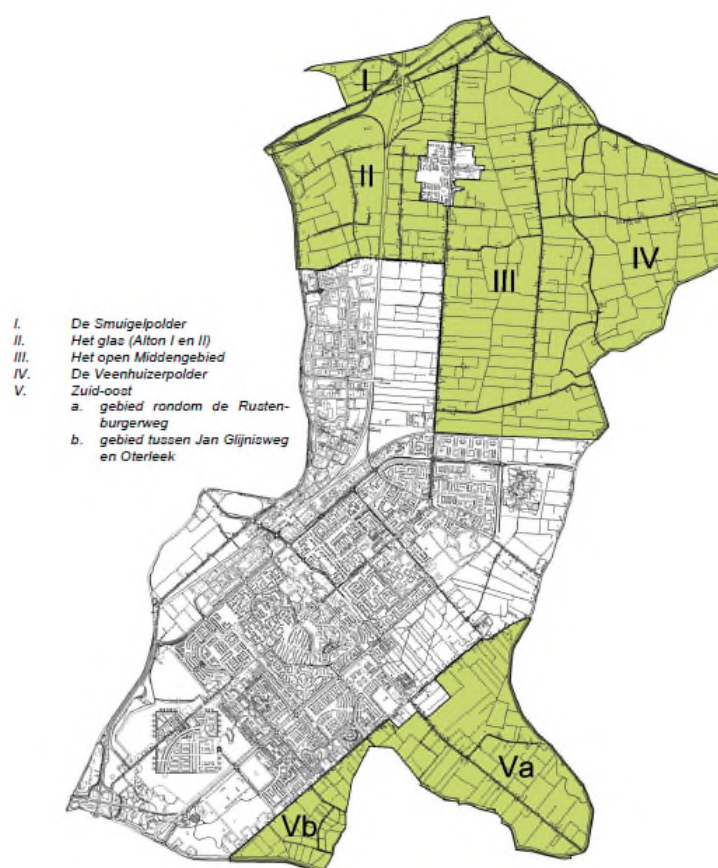 I
II
III
IV
I. De Smuigelpolder
II. Het glas (Alton I en II)
III. Het open Middengebied
IV. De Veenhuizerpolder
V. Zuid-oost
a. gebied rondom de Rusten-
burgerweg
b. gebied tussen Jan Glijnisweg
en Oterleek
Va
Vb